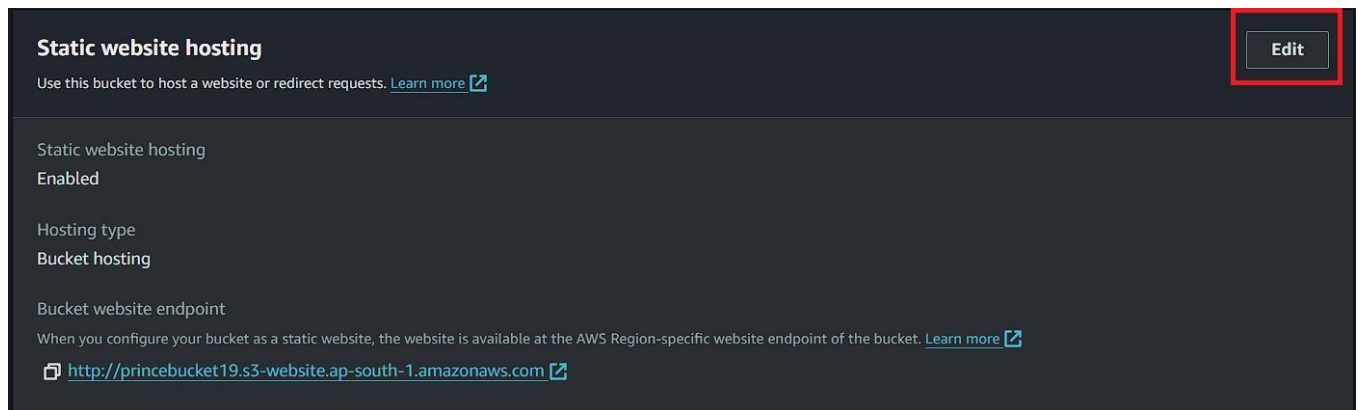 Static website hosting
Edit
Use this bucket to host a website or redirect requests. Learn more
Static website hosting
Enabled
Hosting type
Bucket hosting
Bucket website endpoint
When you configure your bucket as a static website, the website is available at the AWS Region-specific website endpoint of the bucket. Learn more
http://princebucket19.s3-website.ap-south-1.amazonaws.com